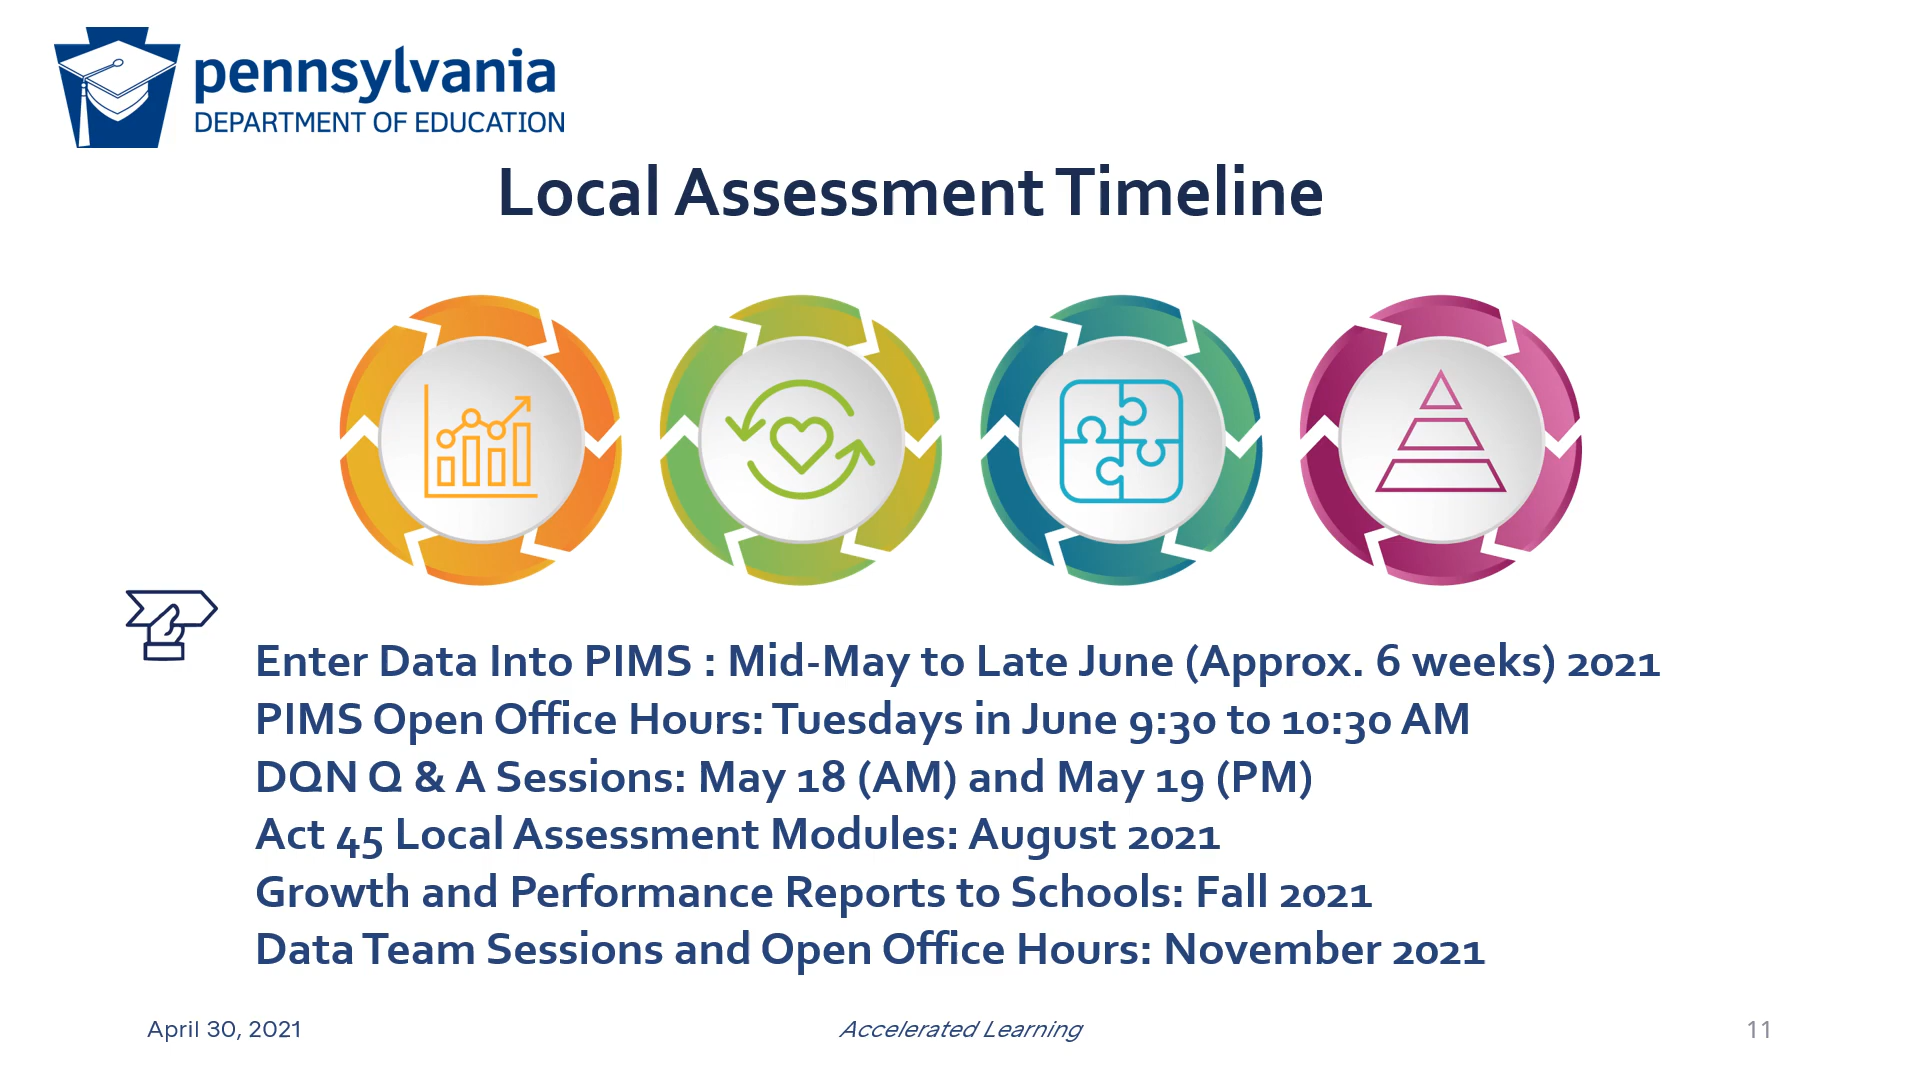 pennsylvania
DEPARTMENT OF EDUCATION
Local Assessment Timeline
Enter Data Into PIMS : Mid-May to Late June (Approx. 6 weeks) 2021
PIMS Open Office Hours: Tuesdays in June 9:30 to 10:30 AM
DQN Q & A Sessions: May 18 (AM) and May 19 (PM)
Act 45 Local Assessment Modules: August 2021
Growth and Performance Reports to Schools: Fall 2021
Data Team Sessions and Open Office Hours: November 2021
April 30, 2021
Accelerated Learning
11